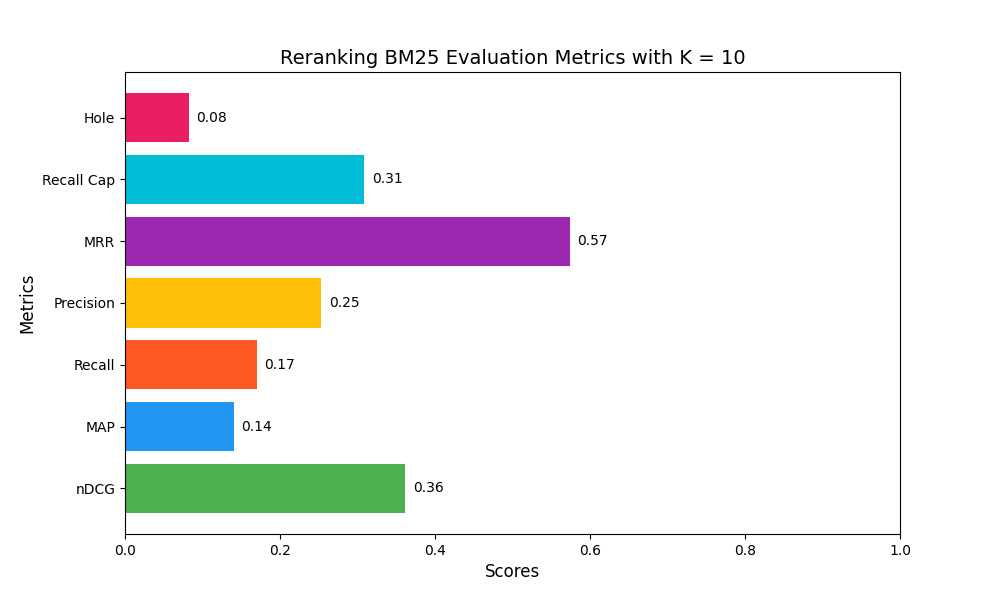 Reranking BM25 Evaluation Metrics with K = 10
Hole
0.08
Recall Cap
0.31
MRR
0.57
Precision
0.25
Recall
0.17
MAP
0.14
nDCG
0.36
Metrics
0.0 0.2 0.4 0.6 0.8 1.0
Scores